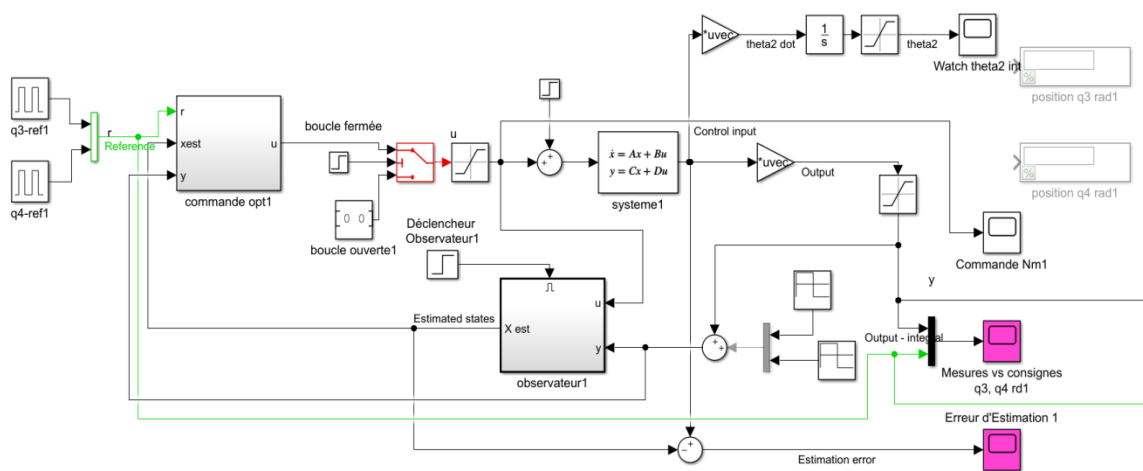 *uvec
theta2 dot
1
s
theta2
Watch theta2 int
%
position q3 rad1
q3-ref1
r
Reference
r
xest
y
u
commande opt1
boucle fermée
u
Control input
ẋ = Ax + Bu
y = Cx + Du
systeme1
*uvec
Output
%
position q4 rad1
q4-ref1
0 0
boucle ouverte1
Déclencheur
Observateur1
Commande Nm1
y
Estimated states
u
X est
y
observateur1
+
+
+
+
Output - integral
Mesures vs consignes
q3, q4 rd1
Erreur d'Estimation 1
+
−
Estimation error